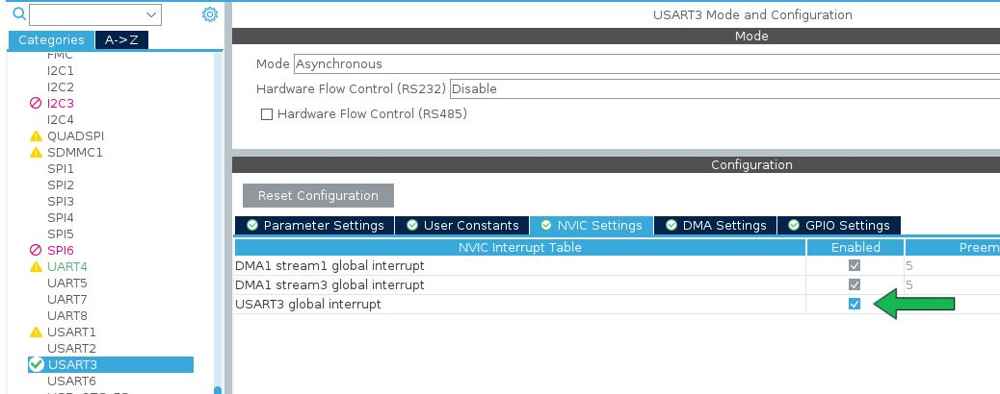 Categories A->Z
FMC
I2C1
I2C2
I2C3
I2C4
QUADSPI
SDMMC1
SPI1
SPI2
SPI3
SPI4
SPI5
SPI6
UART4
UART5
UART7
UART8
USART1
USART2
USART3
USART6
USART3 Mode and Configuration
Mode
Mode Asynchronous
Hardware Flow Control (RS232) Disable
Hardware Flow Control (RS485)
Configuration
Reset Configuration
Parameter Settings User Constants NVIC Settings DMA Settings GPIO Settings
NVIC Interrupt Table Enabled Preem
DMA1 stream1 global interrupt 5
DMA1 stream3 global interrupt 5
USART3 global interrupt